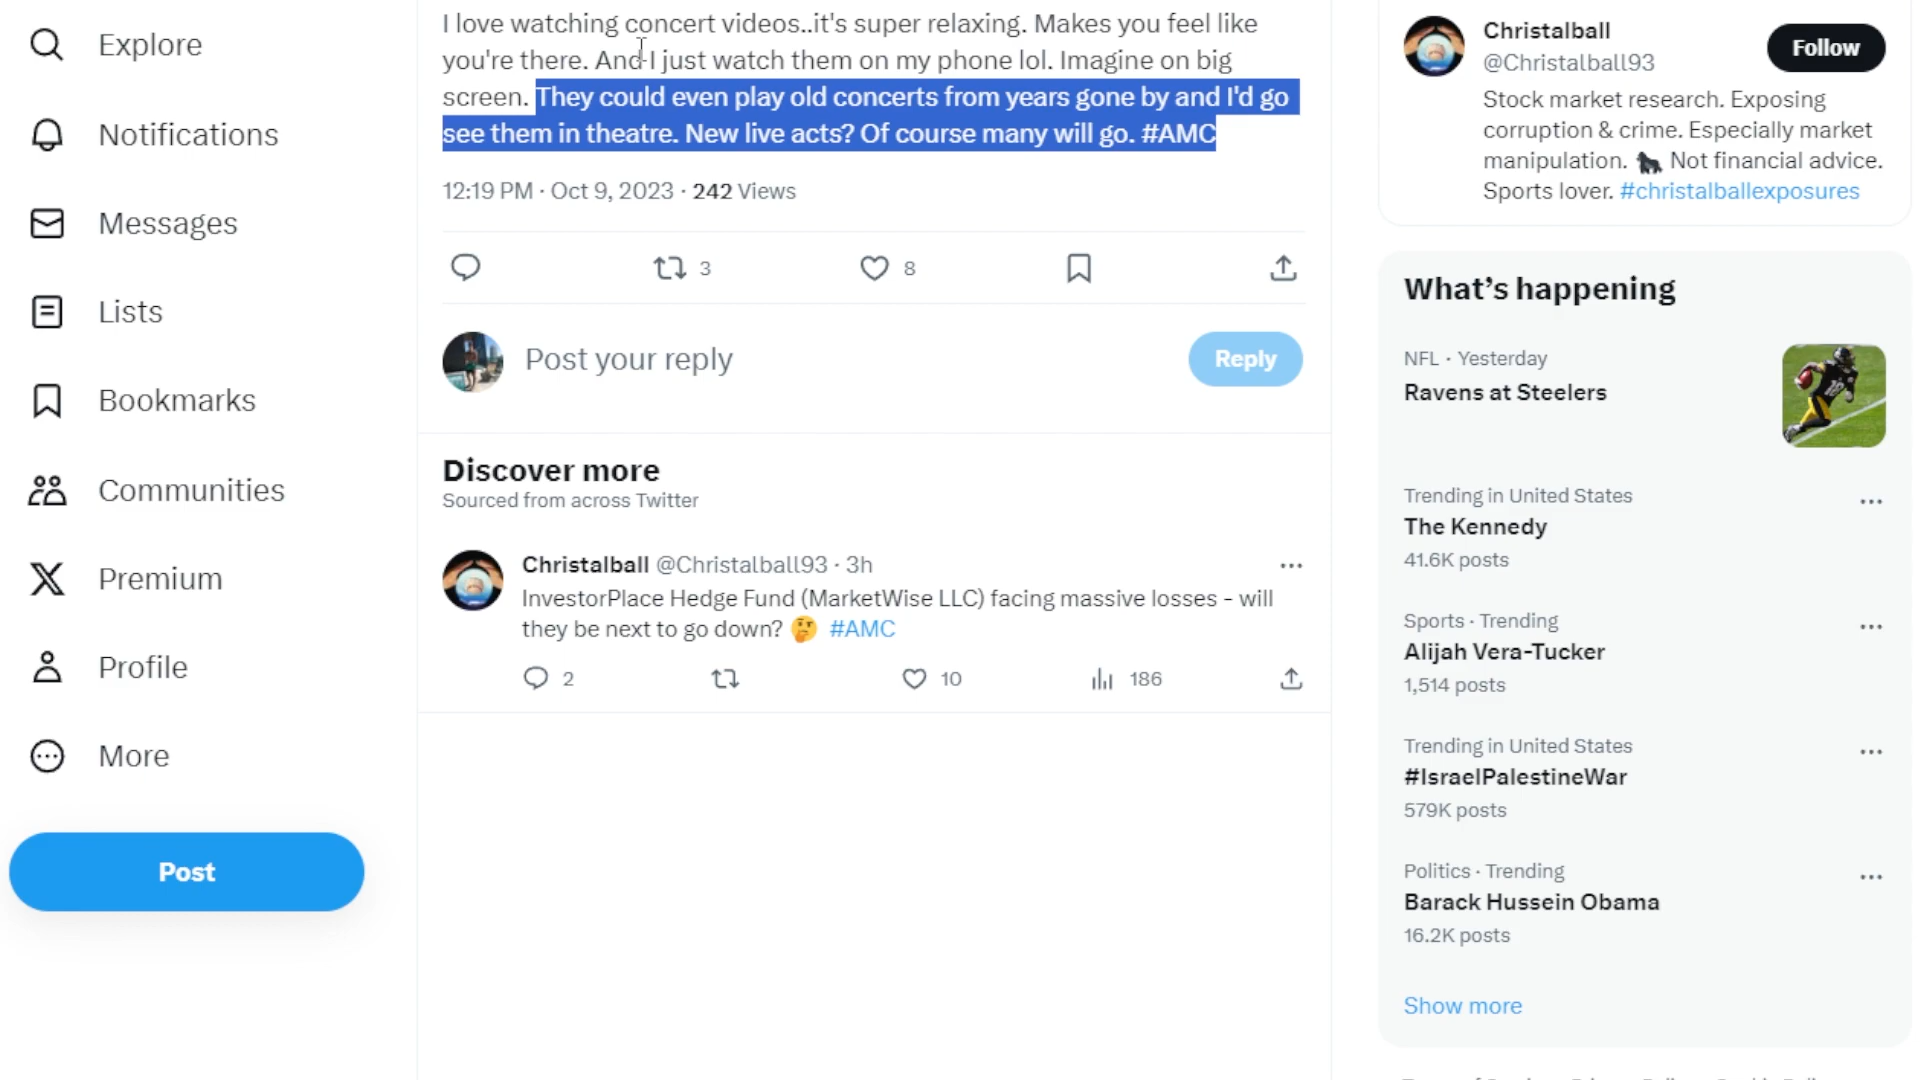 Explore
Notifications
Messages
Lists
Bookmarks
Communities
Premium
Profile
More
Post
I love watching concert videos..it's super relaxing. Makes you feel like
you're there. And I just watch them on my phone lol. Imagine on big
screen. They could even play old concerts from years gone by and I'd go
see them in theatre. New live acts? Of course many will go. #AMC
12:19 PM · Oct 9, 2023 · 242 Views
3
8
Post your reply
Reply
Discover more
Sourced from across Twitter
Christalball @Christalball93 · 3h
InvestorPlace Hedge Fund (MarketWise LLC) facing massive losses - will
they be next to go down? 🤔 #AMC
2
10
186
Christalball
@Christalball93
Follow
Stock market research. Exposing
corruption & crime. Especially market
manipulation. 🦍 Not financial advice.
Sports lover. #christalballexposures
What’s happening
NFL · Yesterday
Ravens at Steelers
Trending in United States
The Kennedy
41.6K posts
Sports · Trending
Alijah Vera-Tucker
1,514 posts
Trending in United States
#IsraelPalestineWar
579K posts
Politics · Trending
Barack Hussein Obama
16.2K posts
Show more